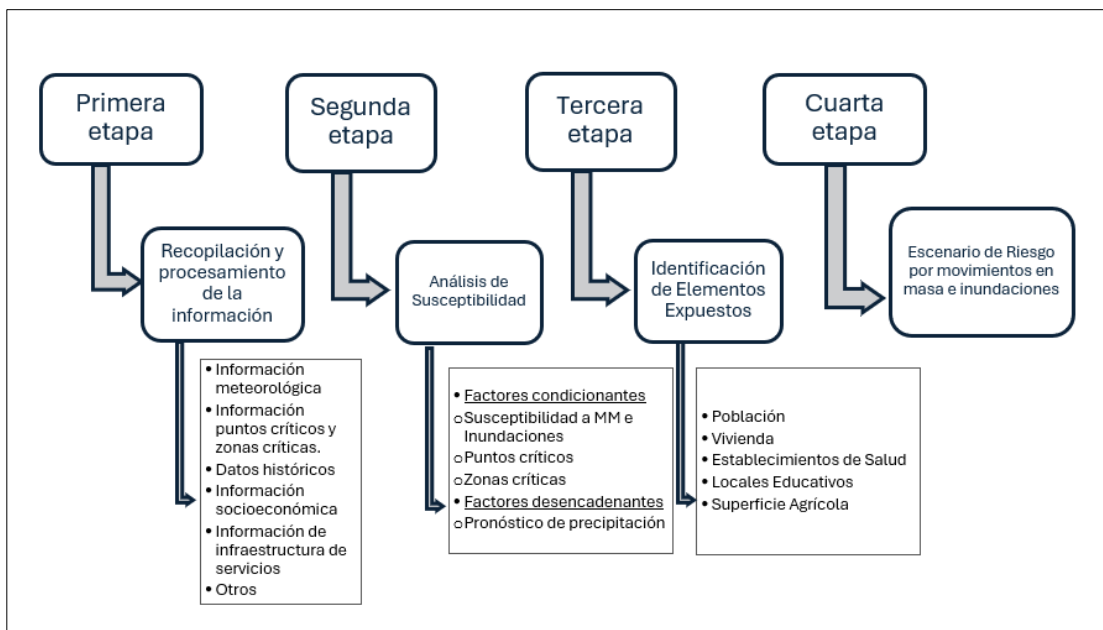 Primera
etapa
Recopilación y
procesamiento
de la
información
• Información
meteorológica
• Información
puntos críticos y
zonas críticas.
• Datos históricos
• Información
socioeconómica
• Información de
infraestructura de
servicios
• Otros
Segunda
etapa
Análisis de
Susceptibilidad
• Factores condicionantes
o Susceptibilidad a MM e
Inundaciones
o Puntos críticos
o Zonas críticas
• Factores desencadenantes
o Pronóstico de precipitación
Tercera
etapa
Identificación
de Elementos
Expuestos
• Población
• Vivienda
• Establecimientos de Salud
• Locales Educativos
• Superficie Agrícola
Cuarta
etapa
Escenario de Riesgo
por movimientos en
masa e inundaciones